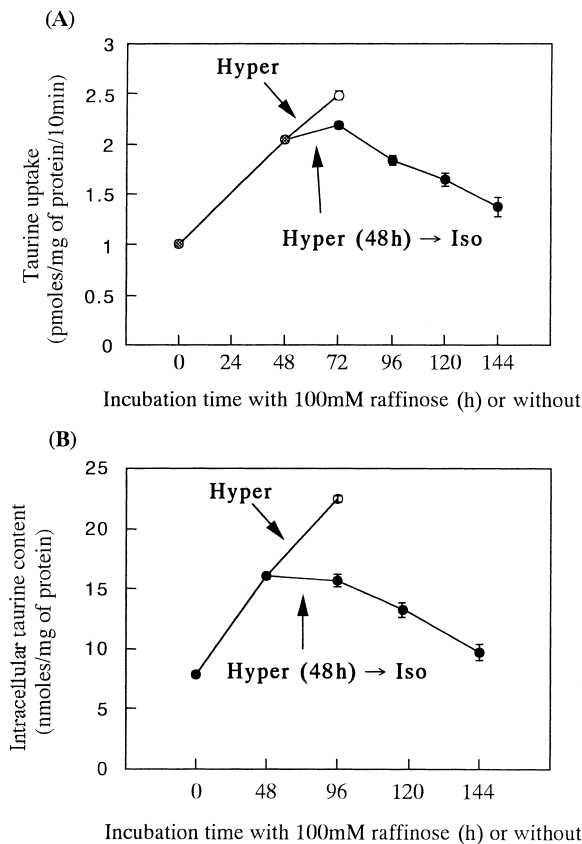 (A)
3
2.5
2
1.5
1
0.5
0
Taurine uptake
(pmoles/mg of protein/10min)
Hyper
Hyper (48h) → Iso
0 24 48 72 96 120 144
Incubation time with 100mM raffinose (h) or without
(B)
25
20
15
10
5
0
Intracellular taurine content
(nmoles/mg of protein)
Hyper
Hyper (48h) → Iso
0 48 96 120 144
Incubation time with 100mM raffinose (h) or without